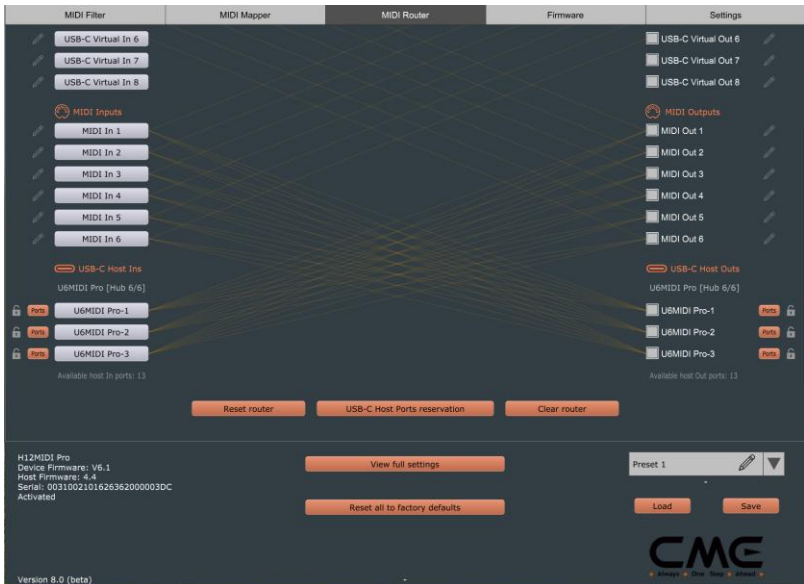 MIDI Filter MIDI Mapper MIDI Router Firmware Settings
USB-C Virtual In 6 USB-C Virtual Out 6
USB-C Virtual In 7 USB-C Virtual Out 7
USB-C Virtual In 8 USB-C Virtual Out 8
MIDI Inputs MIDI Outputs
MIDI In 1 MIDI Out 1
MIDI In 2 MIDI Out 2
MIDI In 3 MIDI Out 3
MIDI In 4 MIDI Out 4
MIDI In 5 MIDI Out 5
MIDI In 6 MIDI Out 6
USB-C Host Ins USB-C Host Outs
U6MIDI Pro [Hub 6/6] U6MIDI Pro [Hub 6/6]
Ports U6MIDI Pro-1 U6MIDI Pro-1 Ports
Ports U6MIDI Pro-2 U6MIDI Pro-2 Ports
Ports U6MIDI Pro-3 U6MIDI Pro-3 Ports
Available host In ports: 13 Available host Out ports: 13
Reset router USB-C Host Ports reservation Clear router
H12MIDI Pro
Device Firmware: V6.1 View full settings Preset 1
Host Firmware: 4.4
Serial: 0031002101626362000003DC
Activated
Reset all to factory defaults Load Save
CME
Always One Step Ahead
Version 8.0 (beta) -